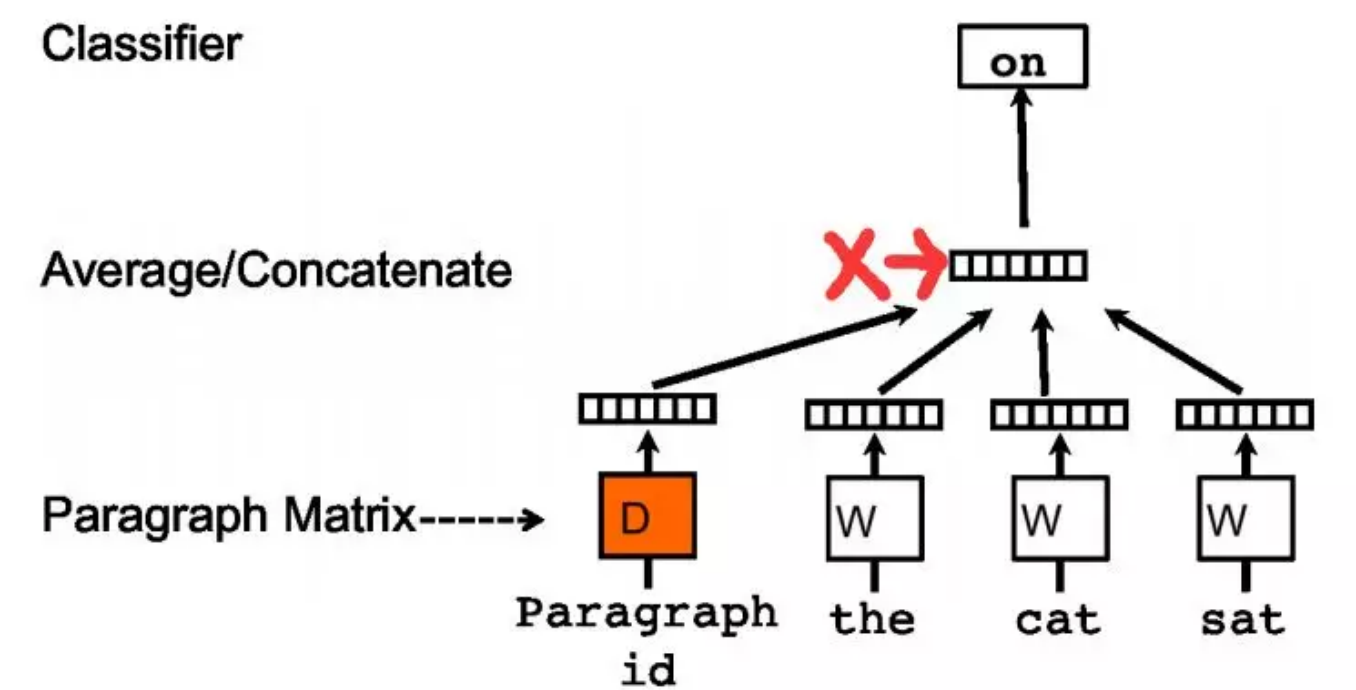 Classifier
on
Average/Concatenate
X
Paragraph Matrix
D
W
W
W
Paragraph
id
the
cat
sat